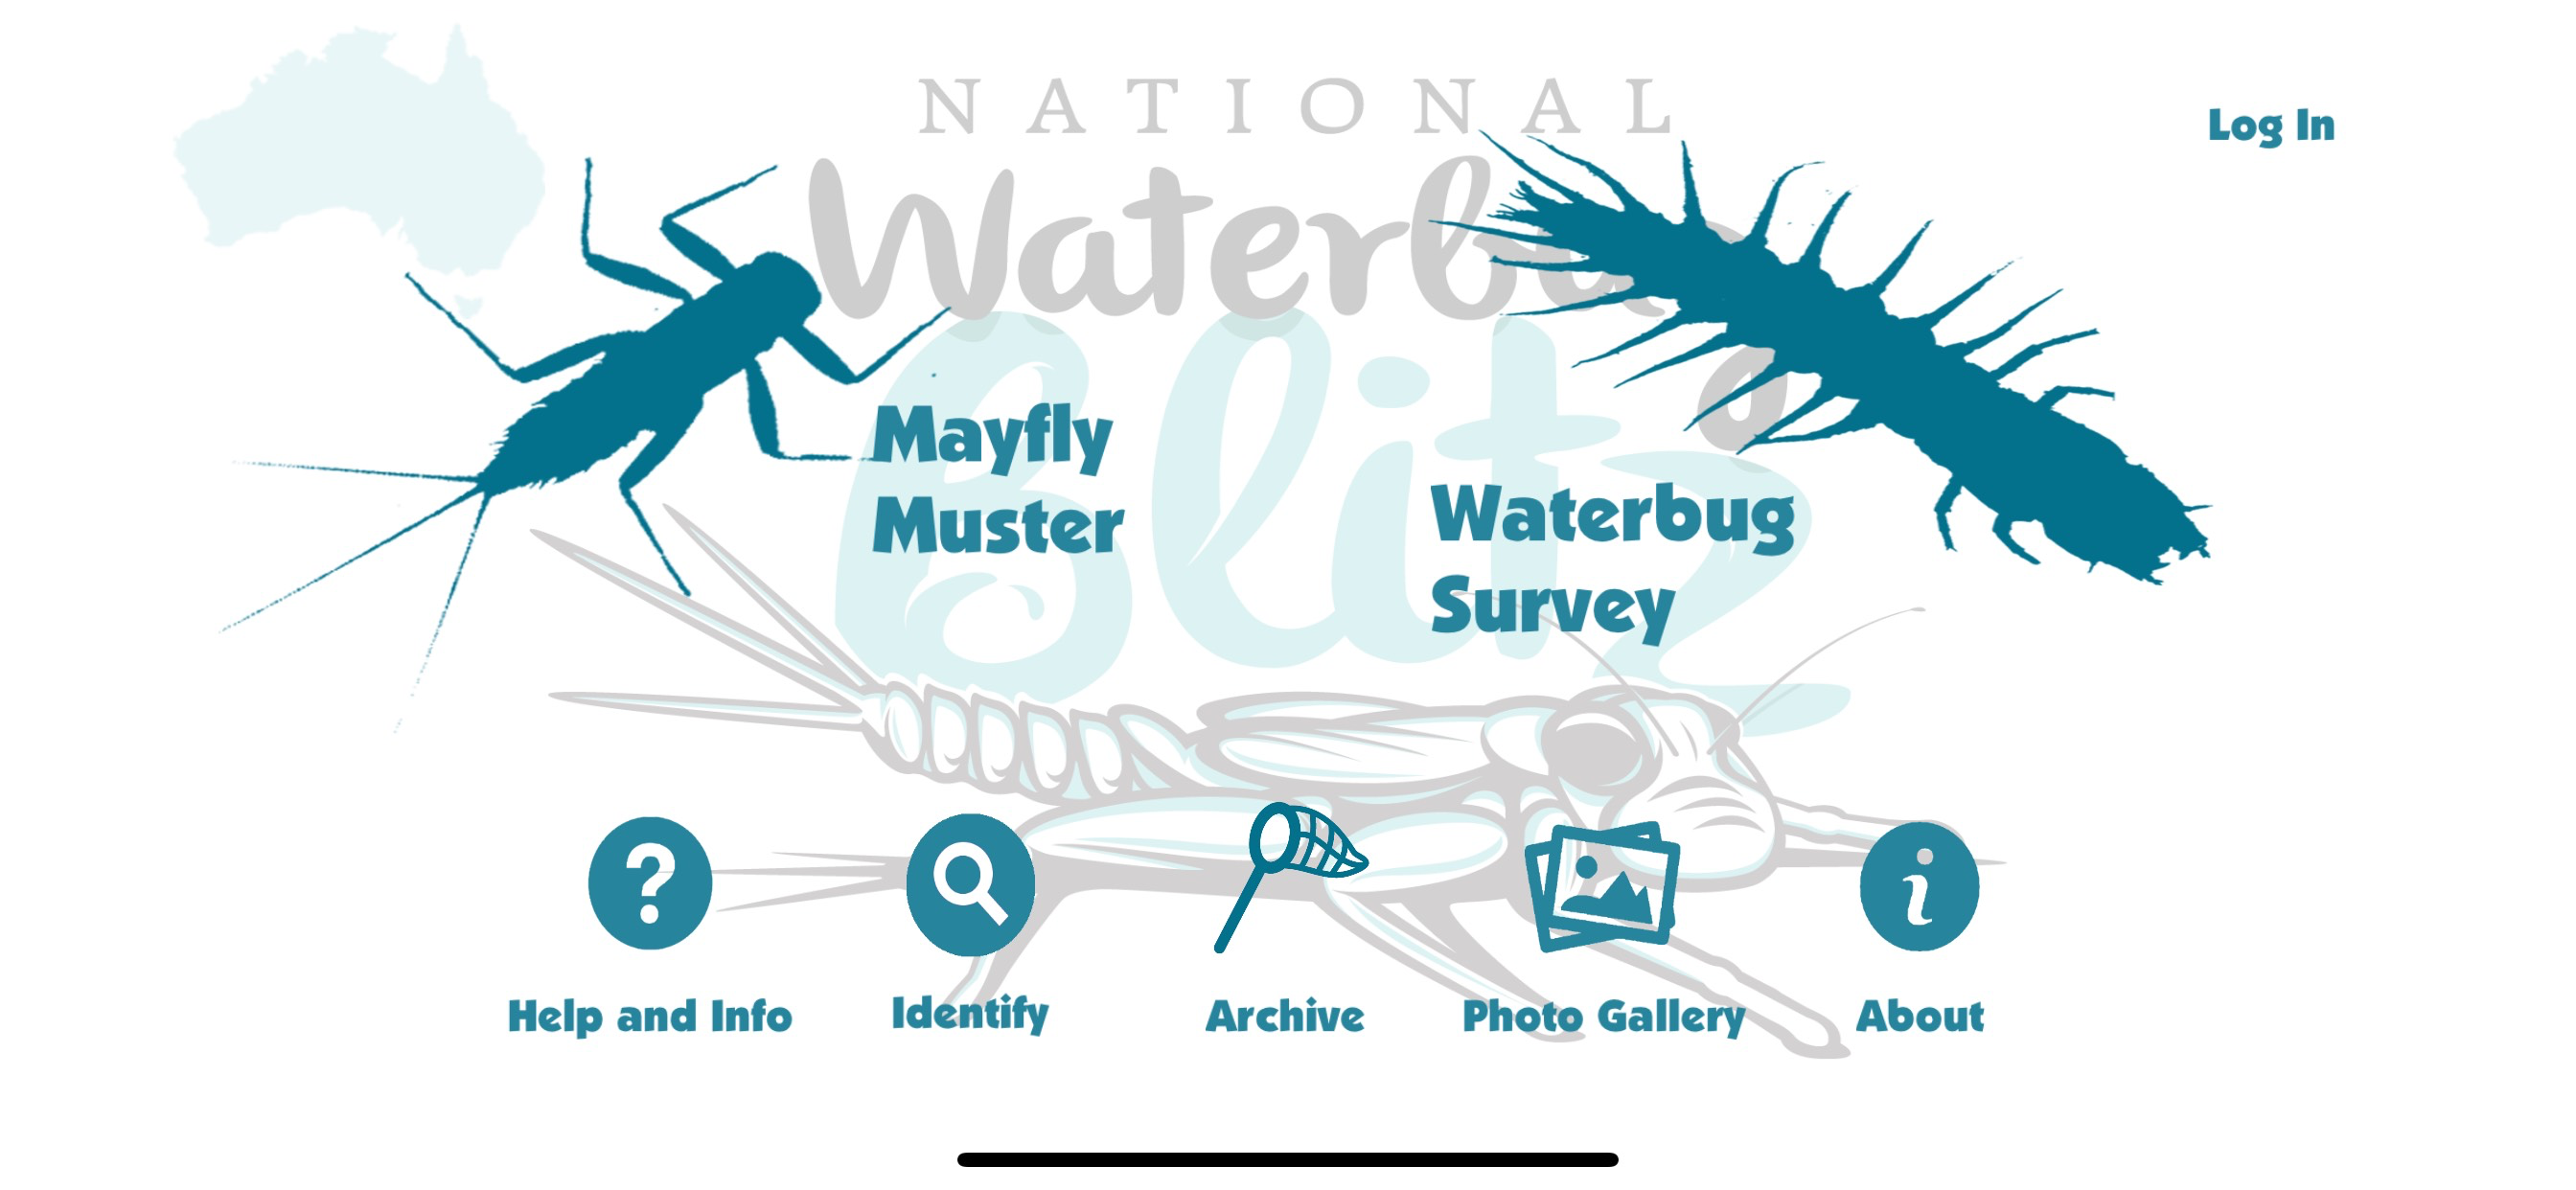 NATIONAL
Log In
Waterbug
Blitz
Mayfly
Muster
Waterbug
Survey
Help and Info
Identify
Archive
Photo Gallery
About